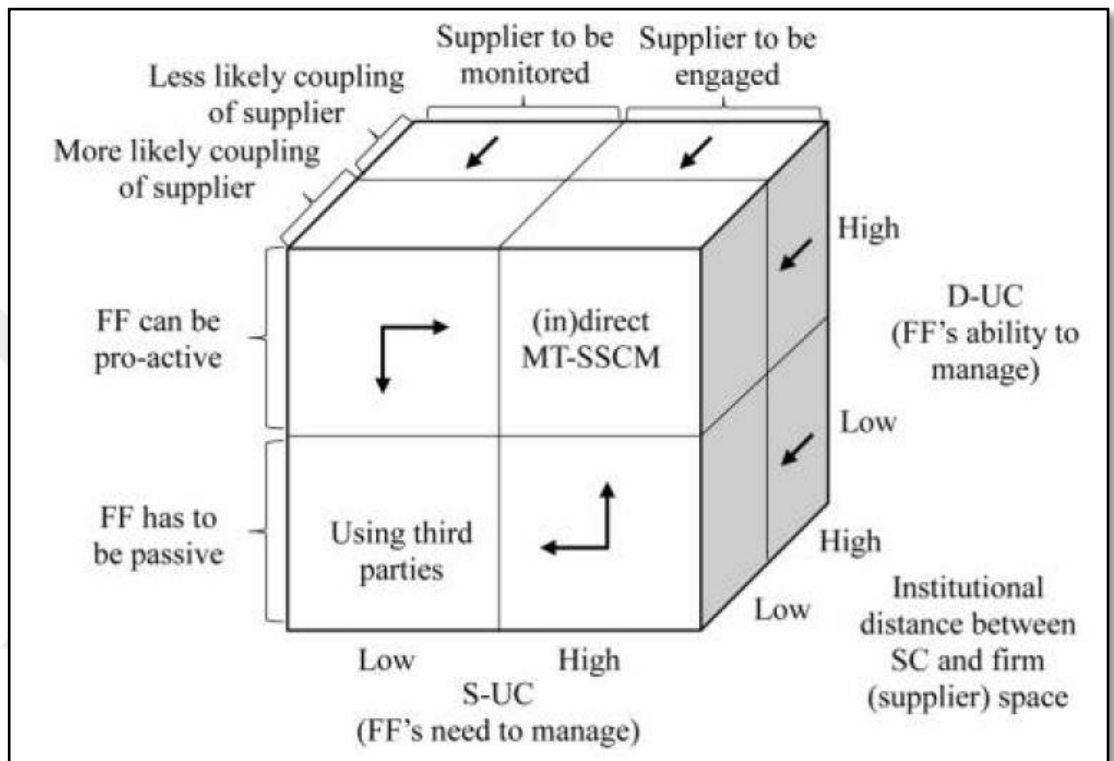 Supplier to be
monitored
Supplier to be
engaged
Less likely coupling
of supplier
More likely coupling
of supplier
FF can be
pro-active
(in)direct
MT-SSCM
High
D-UC
(FF's ability to
manage)
Low
FF has to
be passive
Using third
parties
High
Low
Institutional
distance between
SC and firm
(supplier) space
Low
High
S-UC
(FF's need to manage)